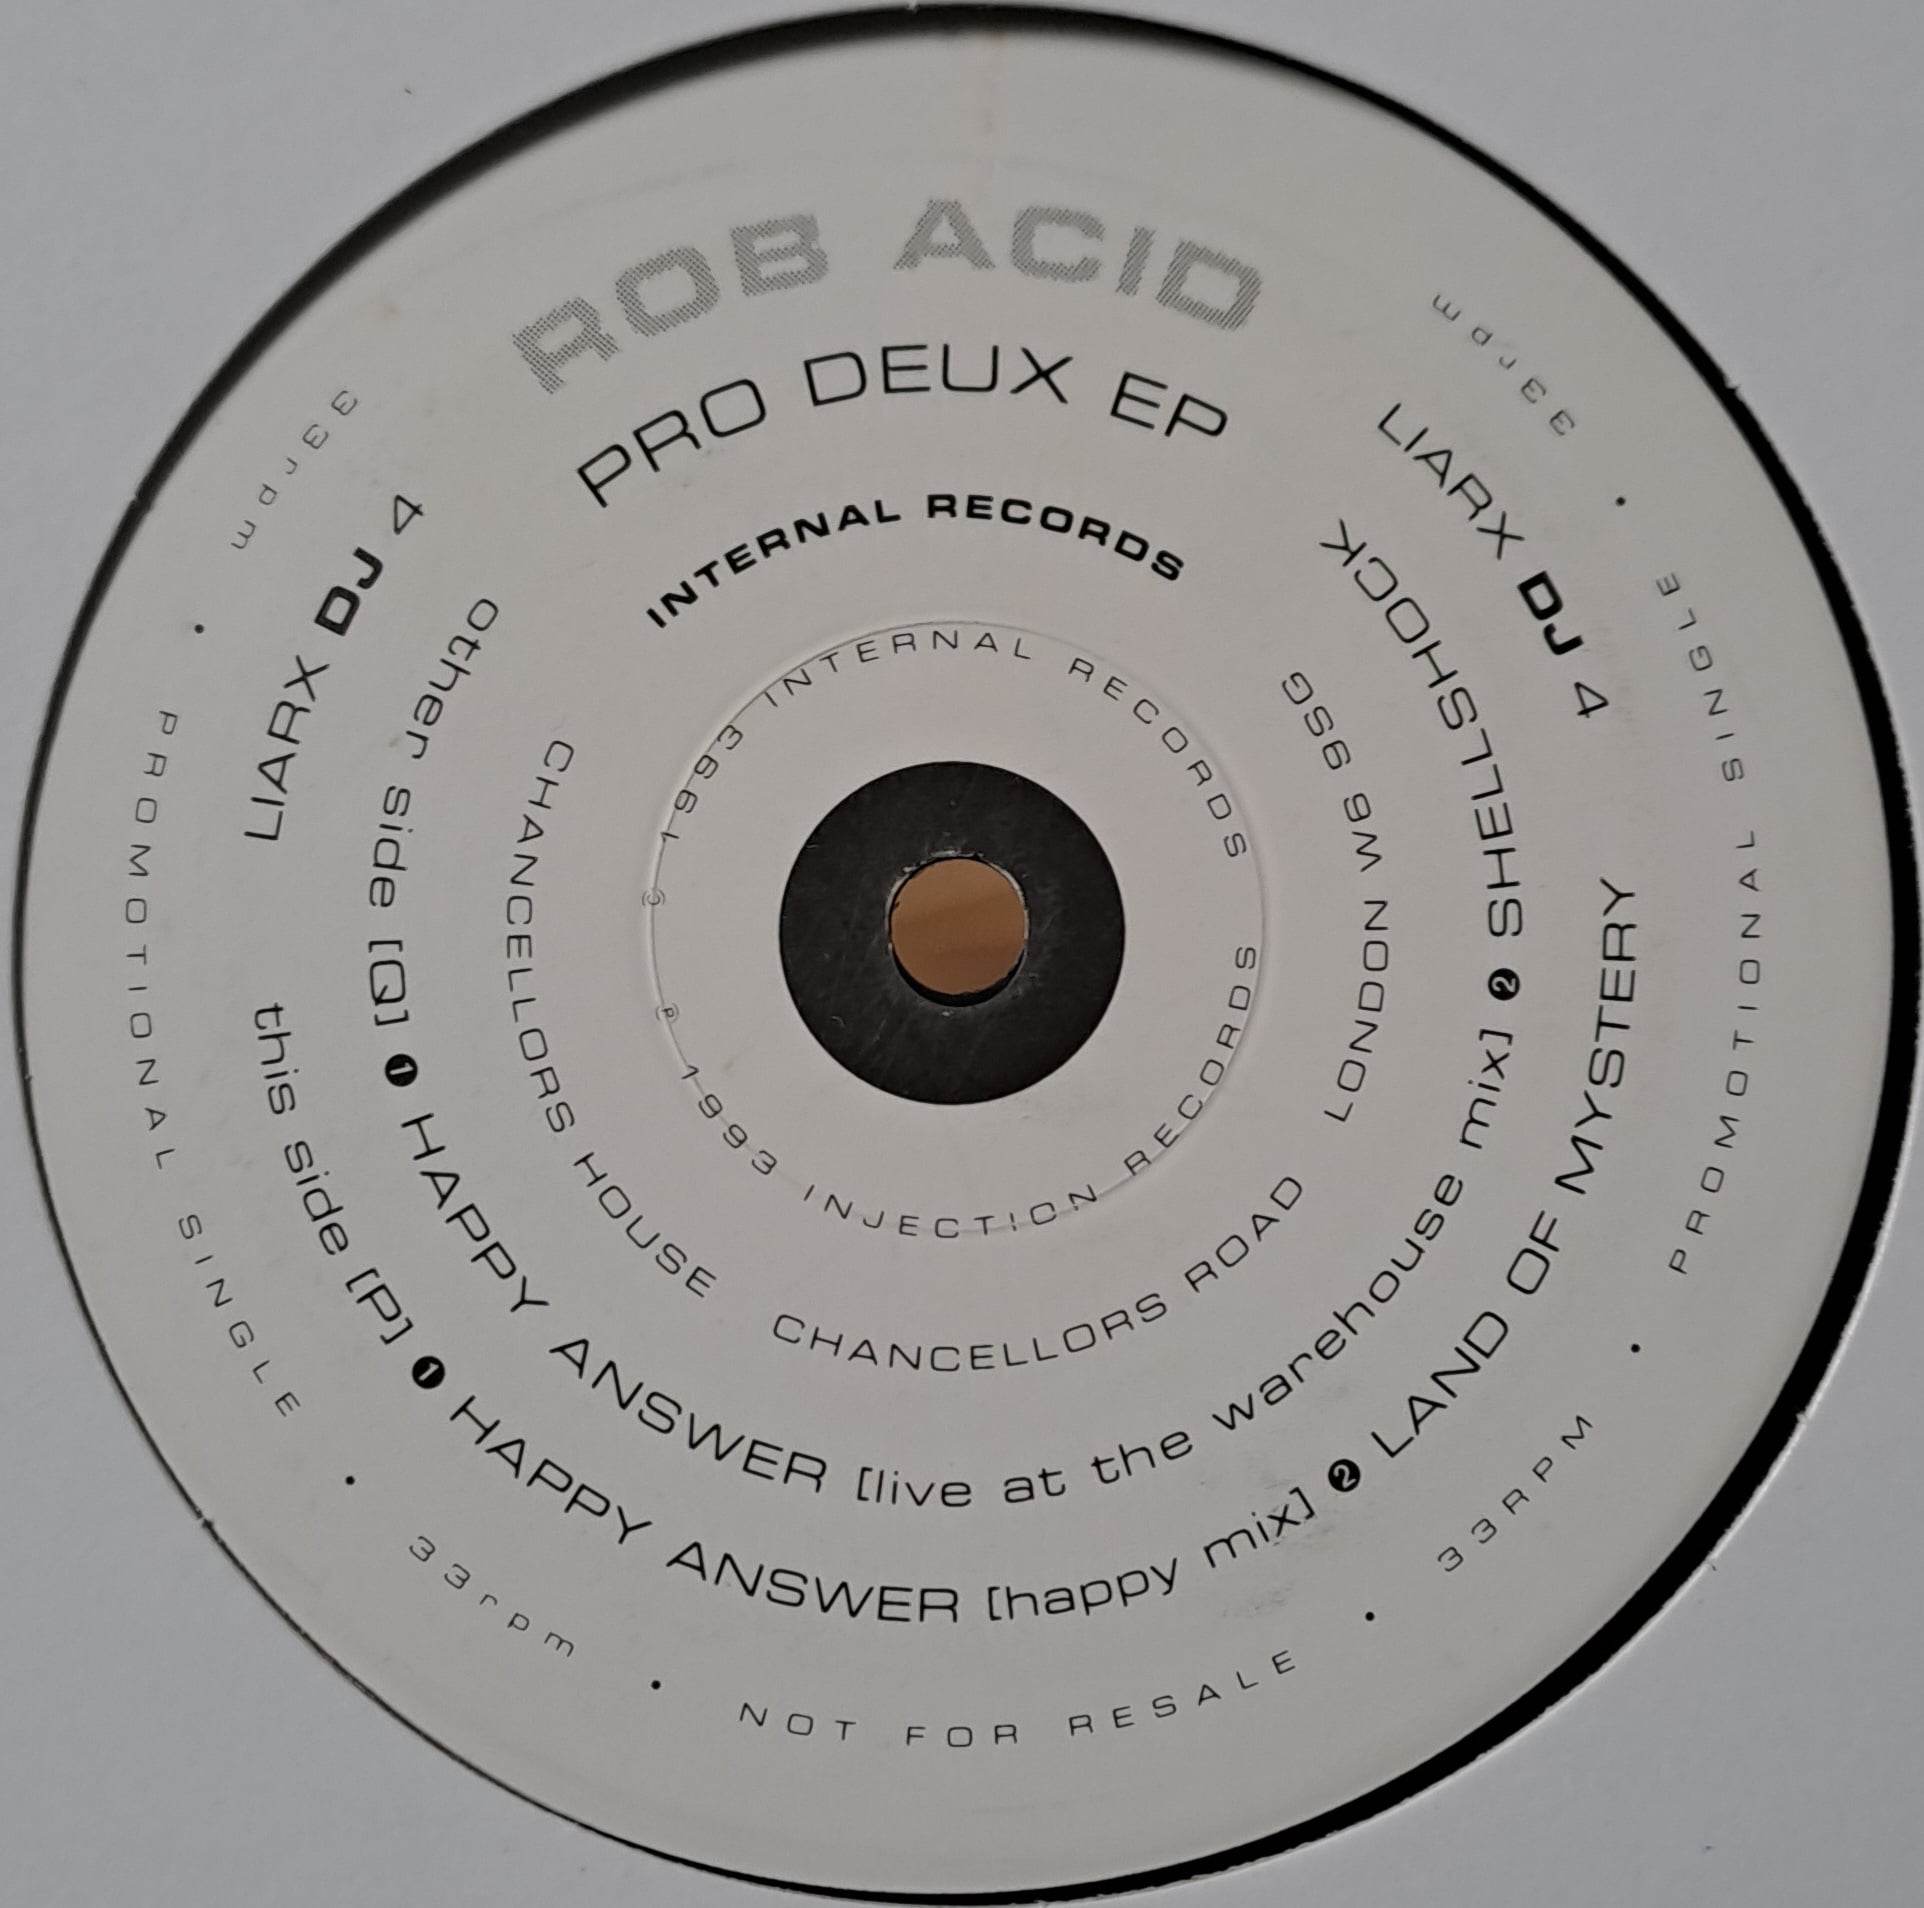 ROB ACID
PRO DEUX EP
INTERNAL RECORDS
LIARX DJ 4
LIARX DJ 4
other side [Q] ❶ HAPPY ANSWER [live at the warehouse mix] ❷ SHELLSHOCK
this side [P] ❶ HAPPY ANSWER [happy mix] ❷ LAND OF MYSTERY
CHANCELLORS HOUSE CHANCELLORS ROAD LONDON W6 9SG
© 1993 INTERNAL RECORDS
℗ 1993 INJECTION RECORDS
33rpm • PROMOTIONAL SINGLE • 33rpm • NOT FOR RESALE • 33RPM • PROMOTIONAL SINGLE • 33rpm